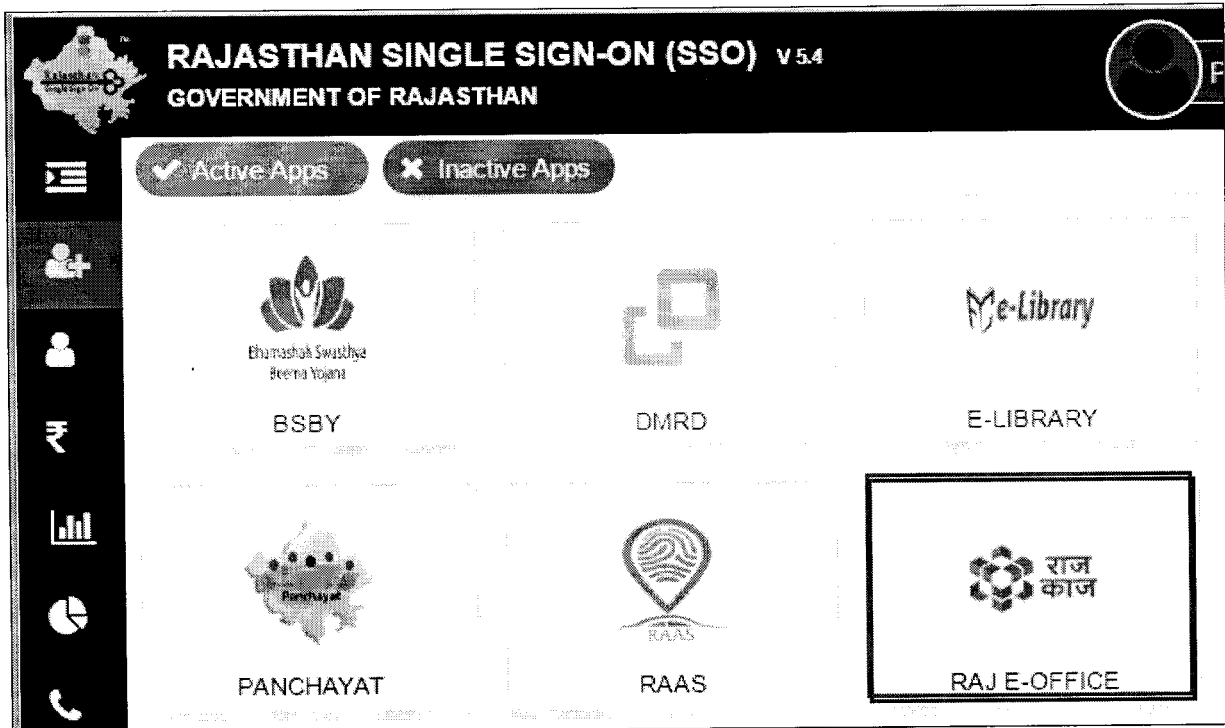 RAJASTHAN SINGLE SIGN-ON (SSO) V 5.4
GOVERNMENT OF RAJASTHAN
Active Apps
Inactive Apps
Bhamashah Swasthya
Beema Yojana
BSBY
DMRD
e-Library
E-LIBRARY
Panchayat
PANCHAYAT
RAAS
RAAS
राज
काज
RAJ E-OFFICE